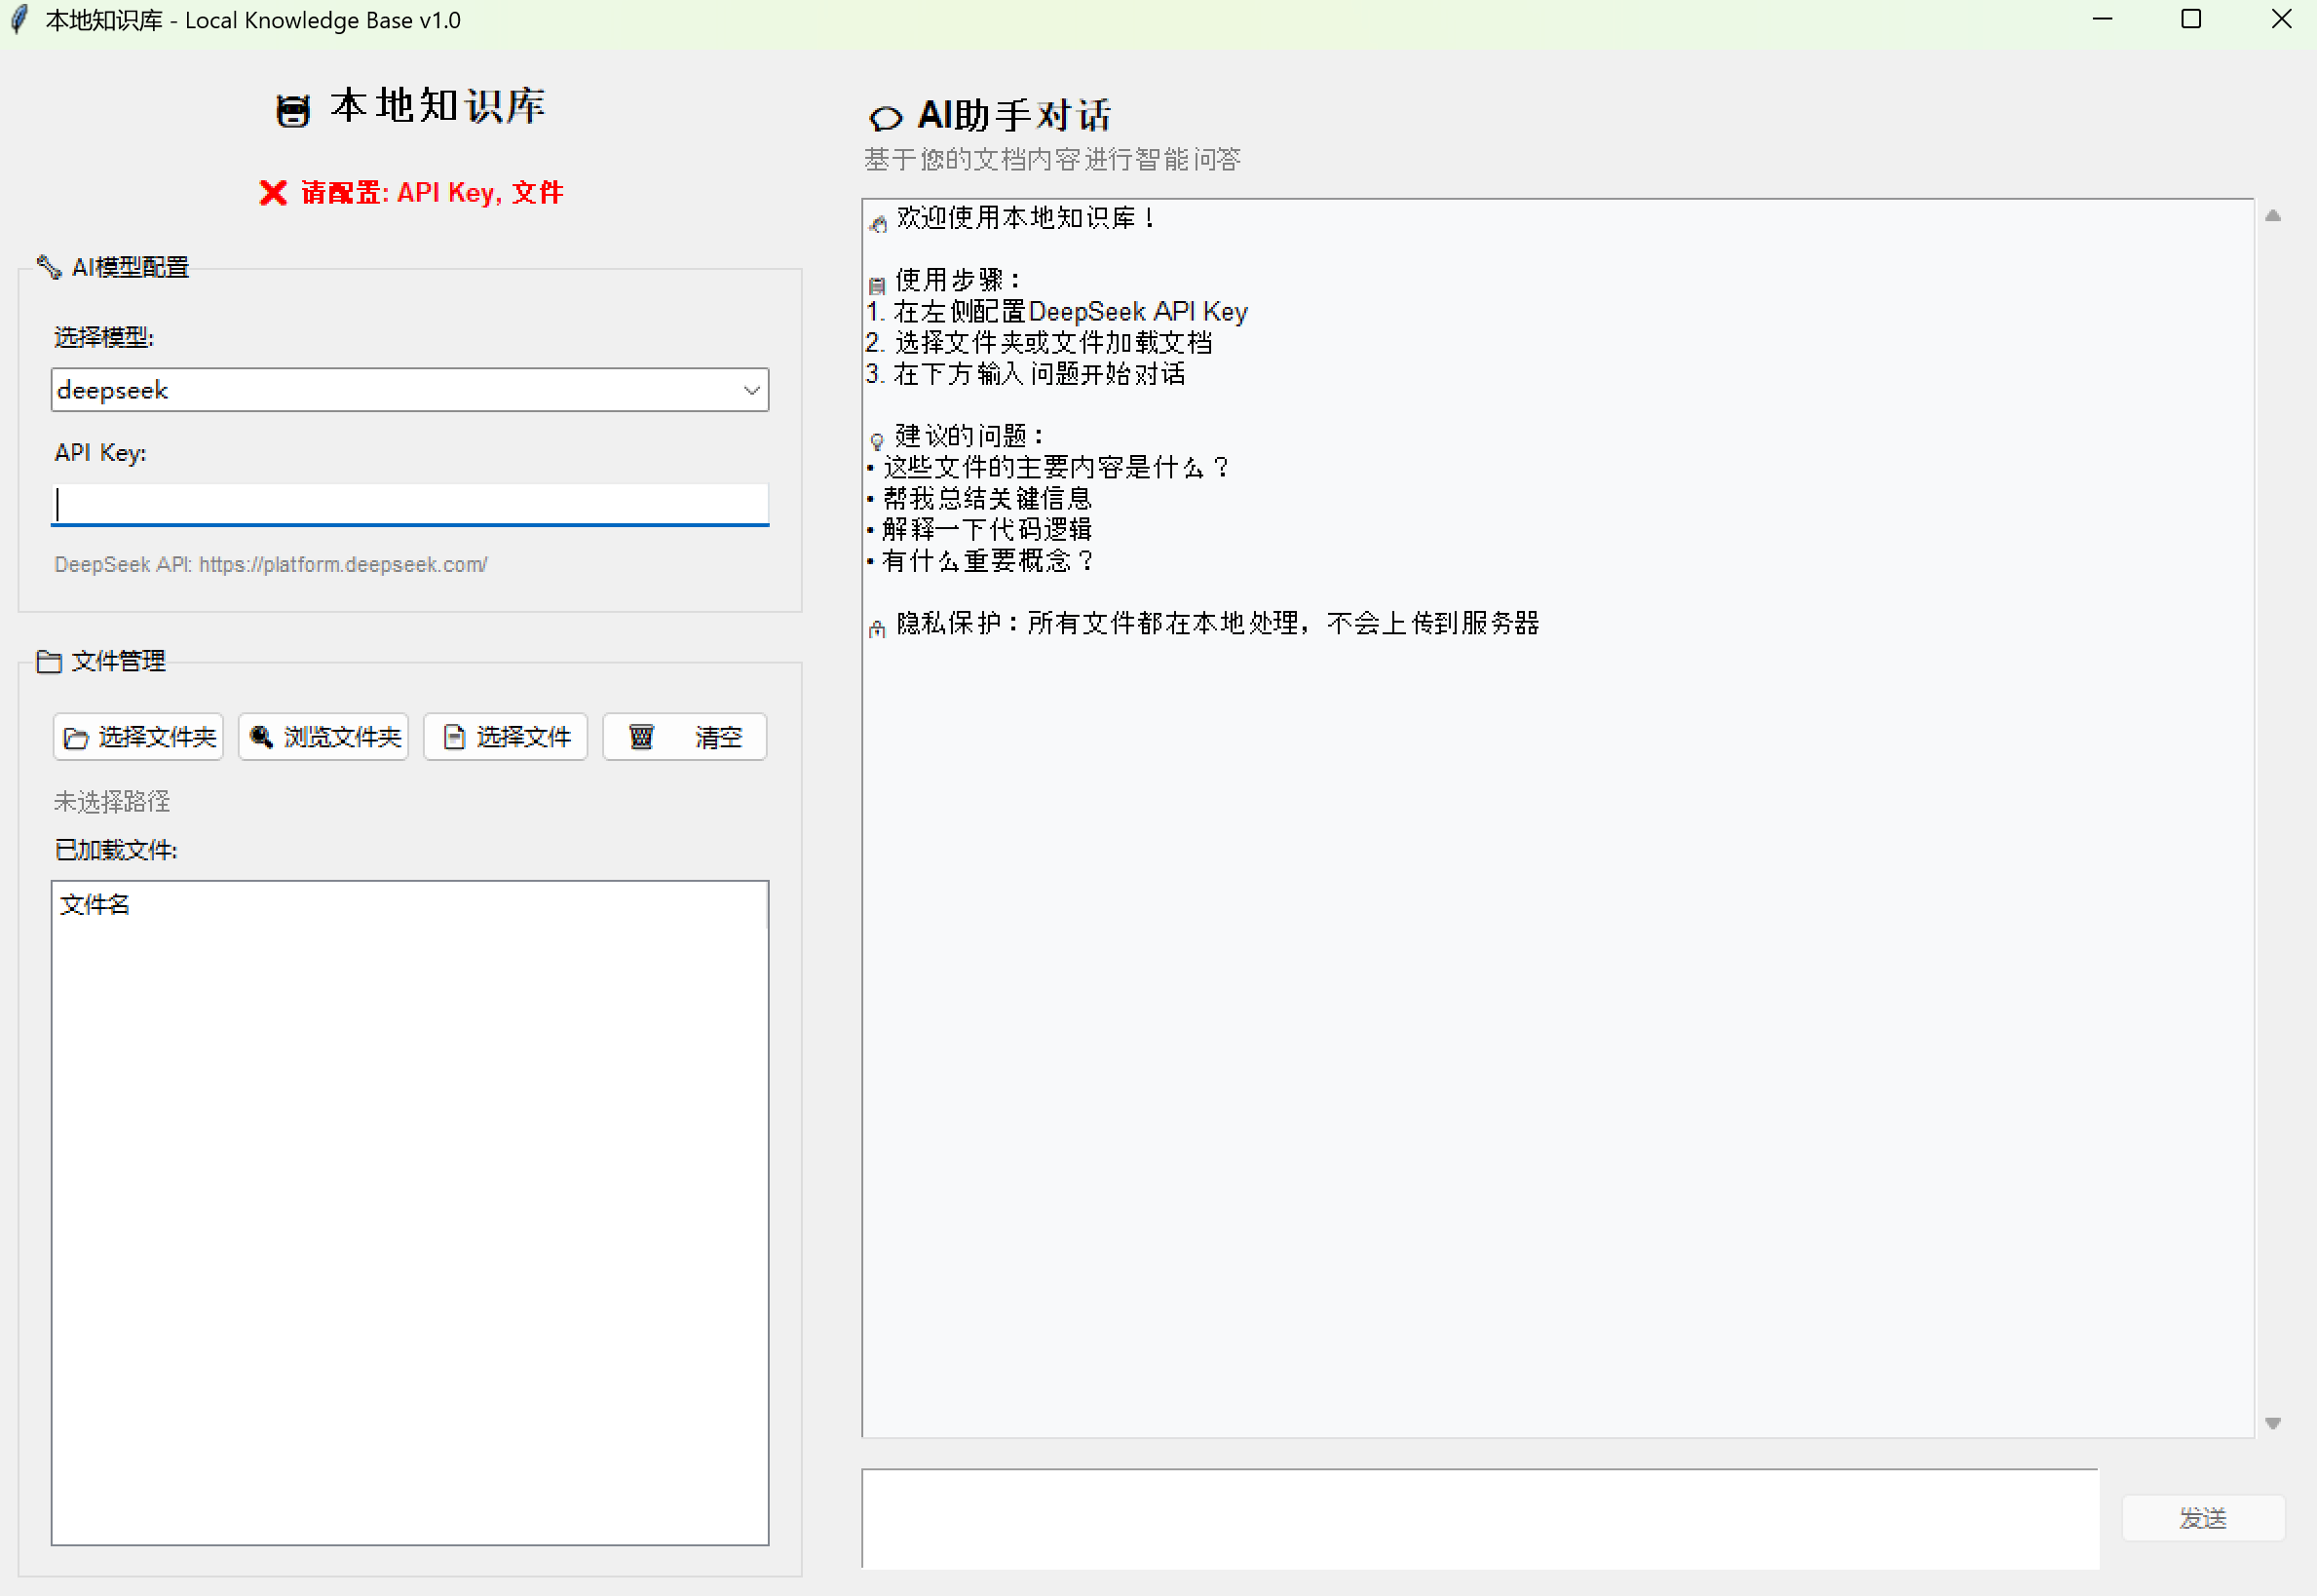 本地知识库 - Local Knowledge Base v1.0
本地知识库
请配置: API Key, 文件
AI模型配置
选择模型:
deepseek
API Key:
DeepSeek API: https://platform.deepseek.com/
文件管理
选择文件夹
浏览文件夹
选择文件
清空
未选择路径
已加载文件:
文件名
AI助手对话
基于您的文档内容进行智能问答
欢迎使用本地知识库！
使用步骤：
1. 在左侧配置DeepSeek API Key
2. 选择文件夹或文件加载文档
3. 在下方输入问题开始对话
建议的问题：
• 这些文件的主要内容是什么？
• 帮我总结关键信息
• 解释一下代码逻辑
• 有什么重要概念？
隐私保护：所有文件都在本地处理，不会上传到服务器
发送